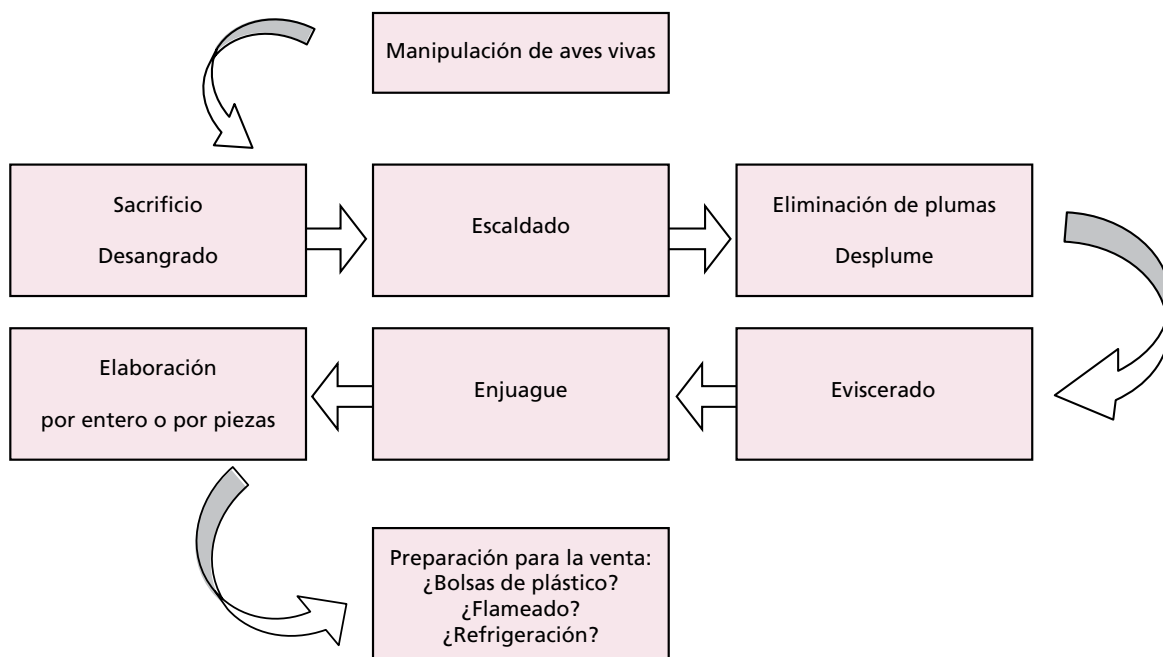 Manipulación de aves vivas
Sacrificio
Desangrado
Escaldado
Eliminación de plumas
Desplume
Eviscerado
Enjuague
Elaboración
por entero o por piezas
Preparación para la venta:
¿Bolsas de plástico?
¿Flameado?
¿Refrigeración?